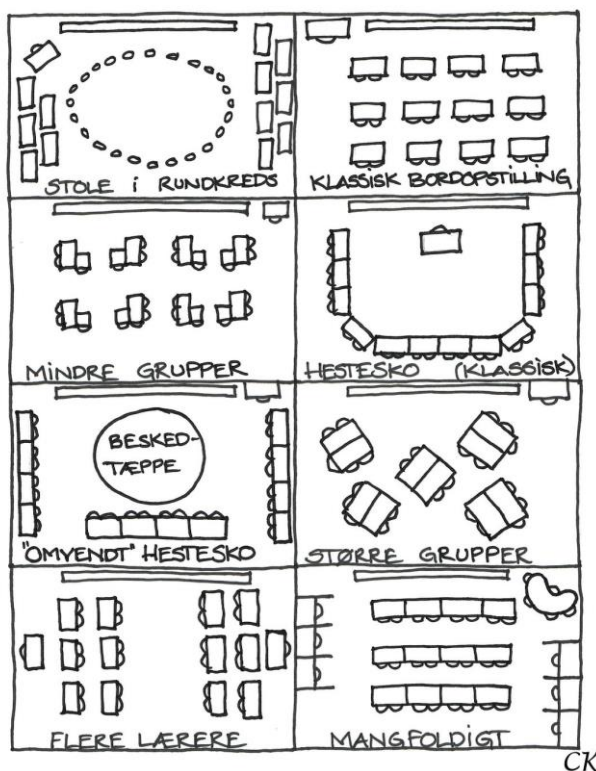 STOLE i RUNDKREDS
KLASSISK BORDOPSTILLING
MINDRE GRUPPER
HESTESKO (KLASSISK)
BESKED-
TÆPPE
"OMVENDT" HESTESKO
STØRRE GRUPPER
FLERE LÆRERE
MANGFOLDiGT
CK